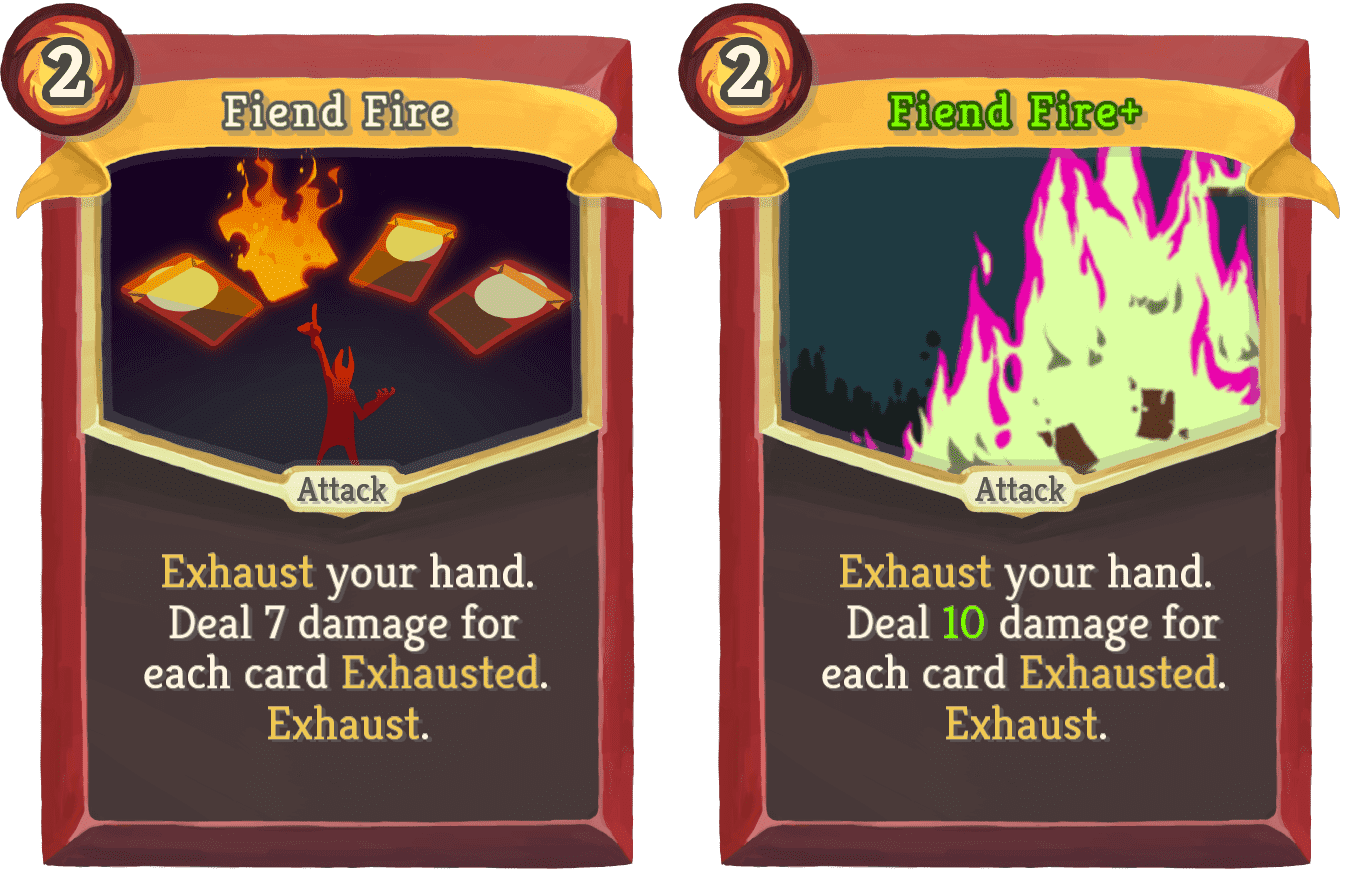 2
Fiend Fire
Attack
Exhaust your hand.
Deal 7 damage for
each card Exhausted.
Exhaust.
2
Fiend Fire+
Attack
Exhaust your hand.
Deal 10 damage for
each card Exhausted.
Exhaust.